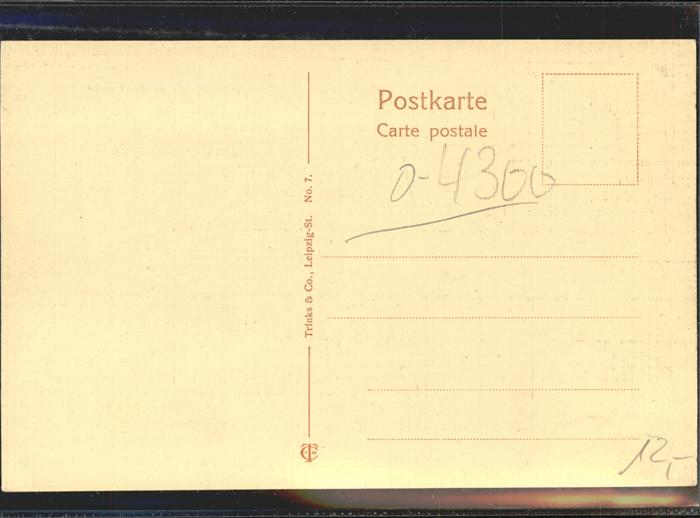 Postkarte
Carte postale
0-4300
Trinks & Co., Leipzig-St. No. 7.
12,-